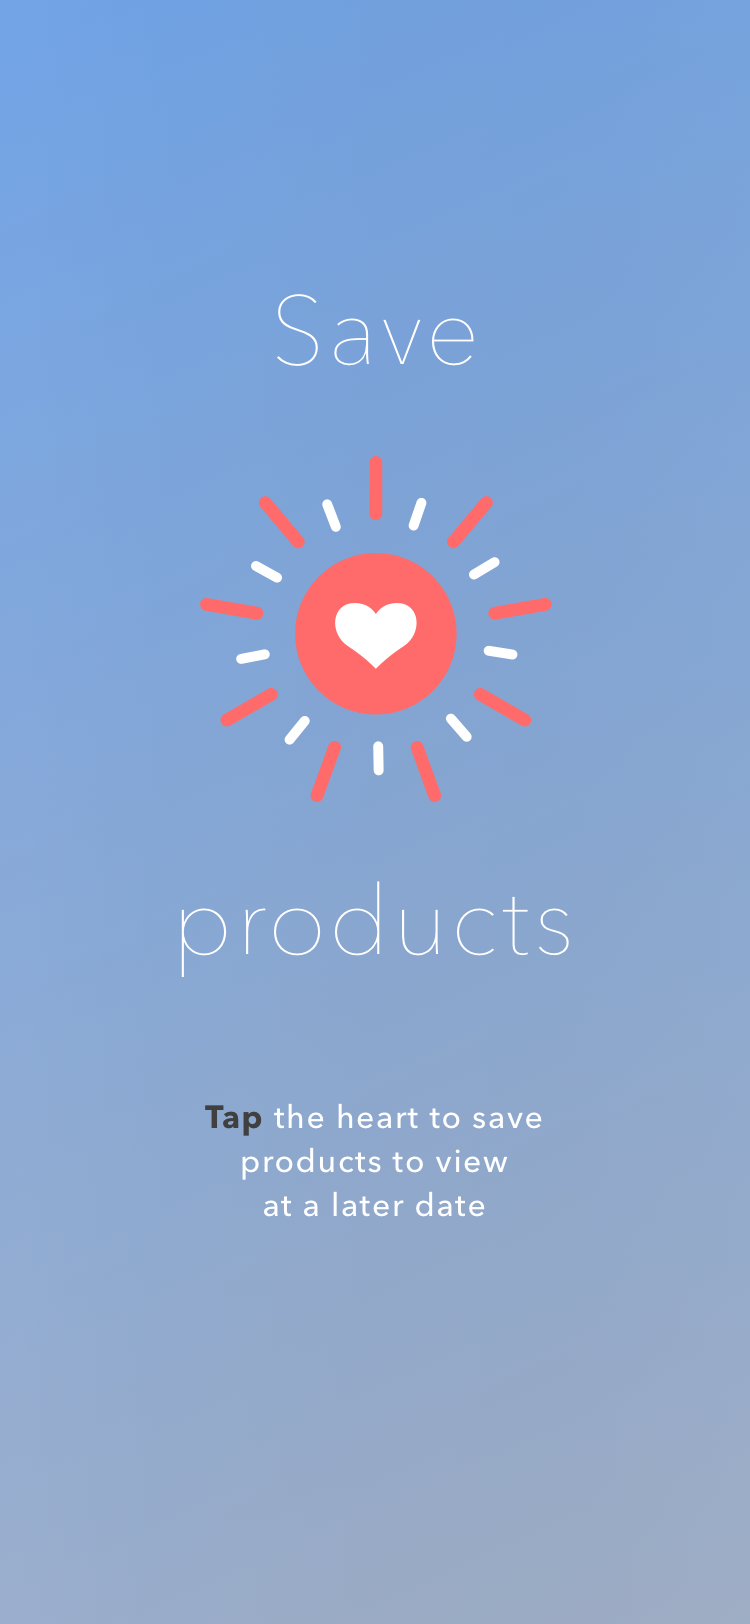 Save
products
Tap the heart to save
products to view
at a later date